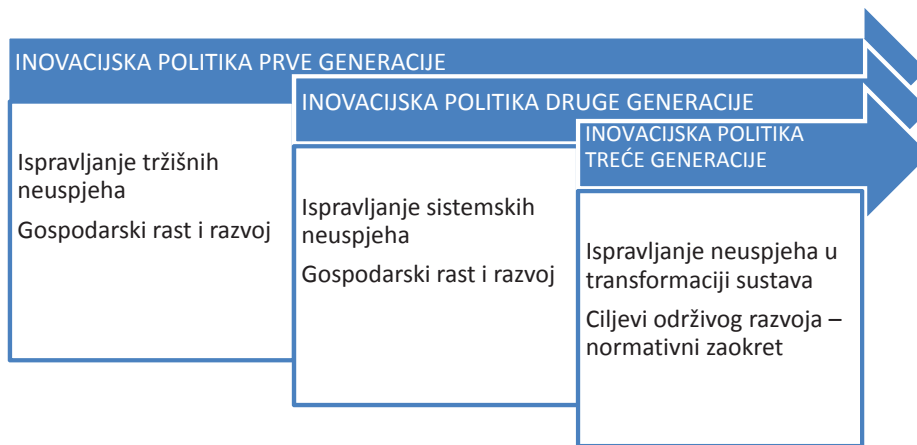 INOVACIJSKA POLITIKA PRVE GENERACIJE
Ispravljanje tržišnih
neuspjeha
Gospodarski rast i razvoj
INOVACIJSKA POLITIKA DRUGE GENERACIJE
Ispravljanje sistemskih
neuspjeha
Gospodarski rast i razvoj
INOVACIJSKA POLITIKA
TREĆE GENERACIJE
Ispravljanje neuspjeha u
transformaciji sustava
Ciljevi održivog razvoja –
normativni zaokret